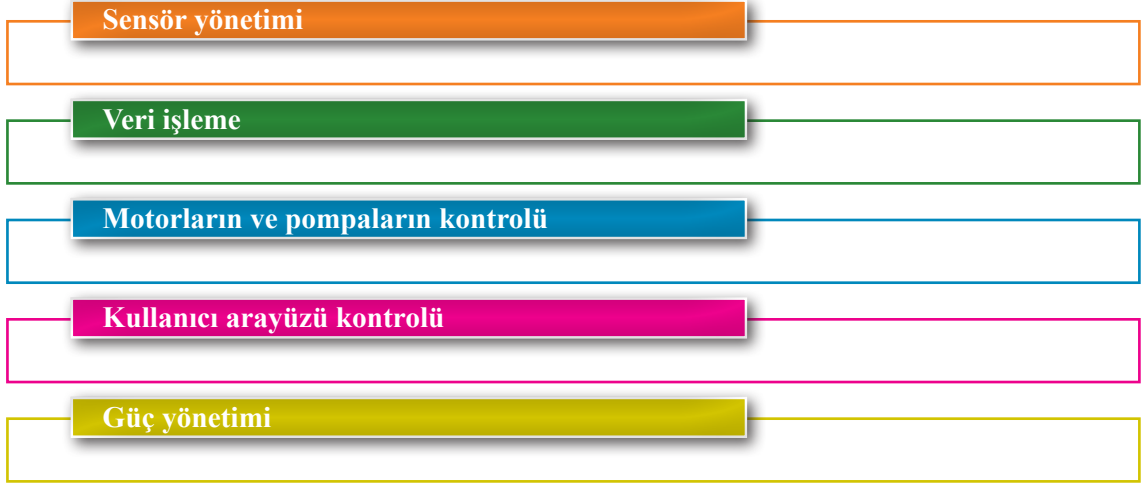 Sensör yönetimi
Veri işleme
Motorların ve pompaların kontrolü
Kullanıcı arayüzü kontrolü
Güç yönetimi